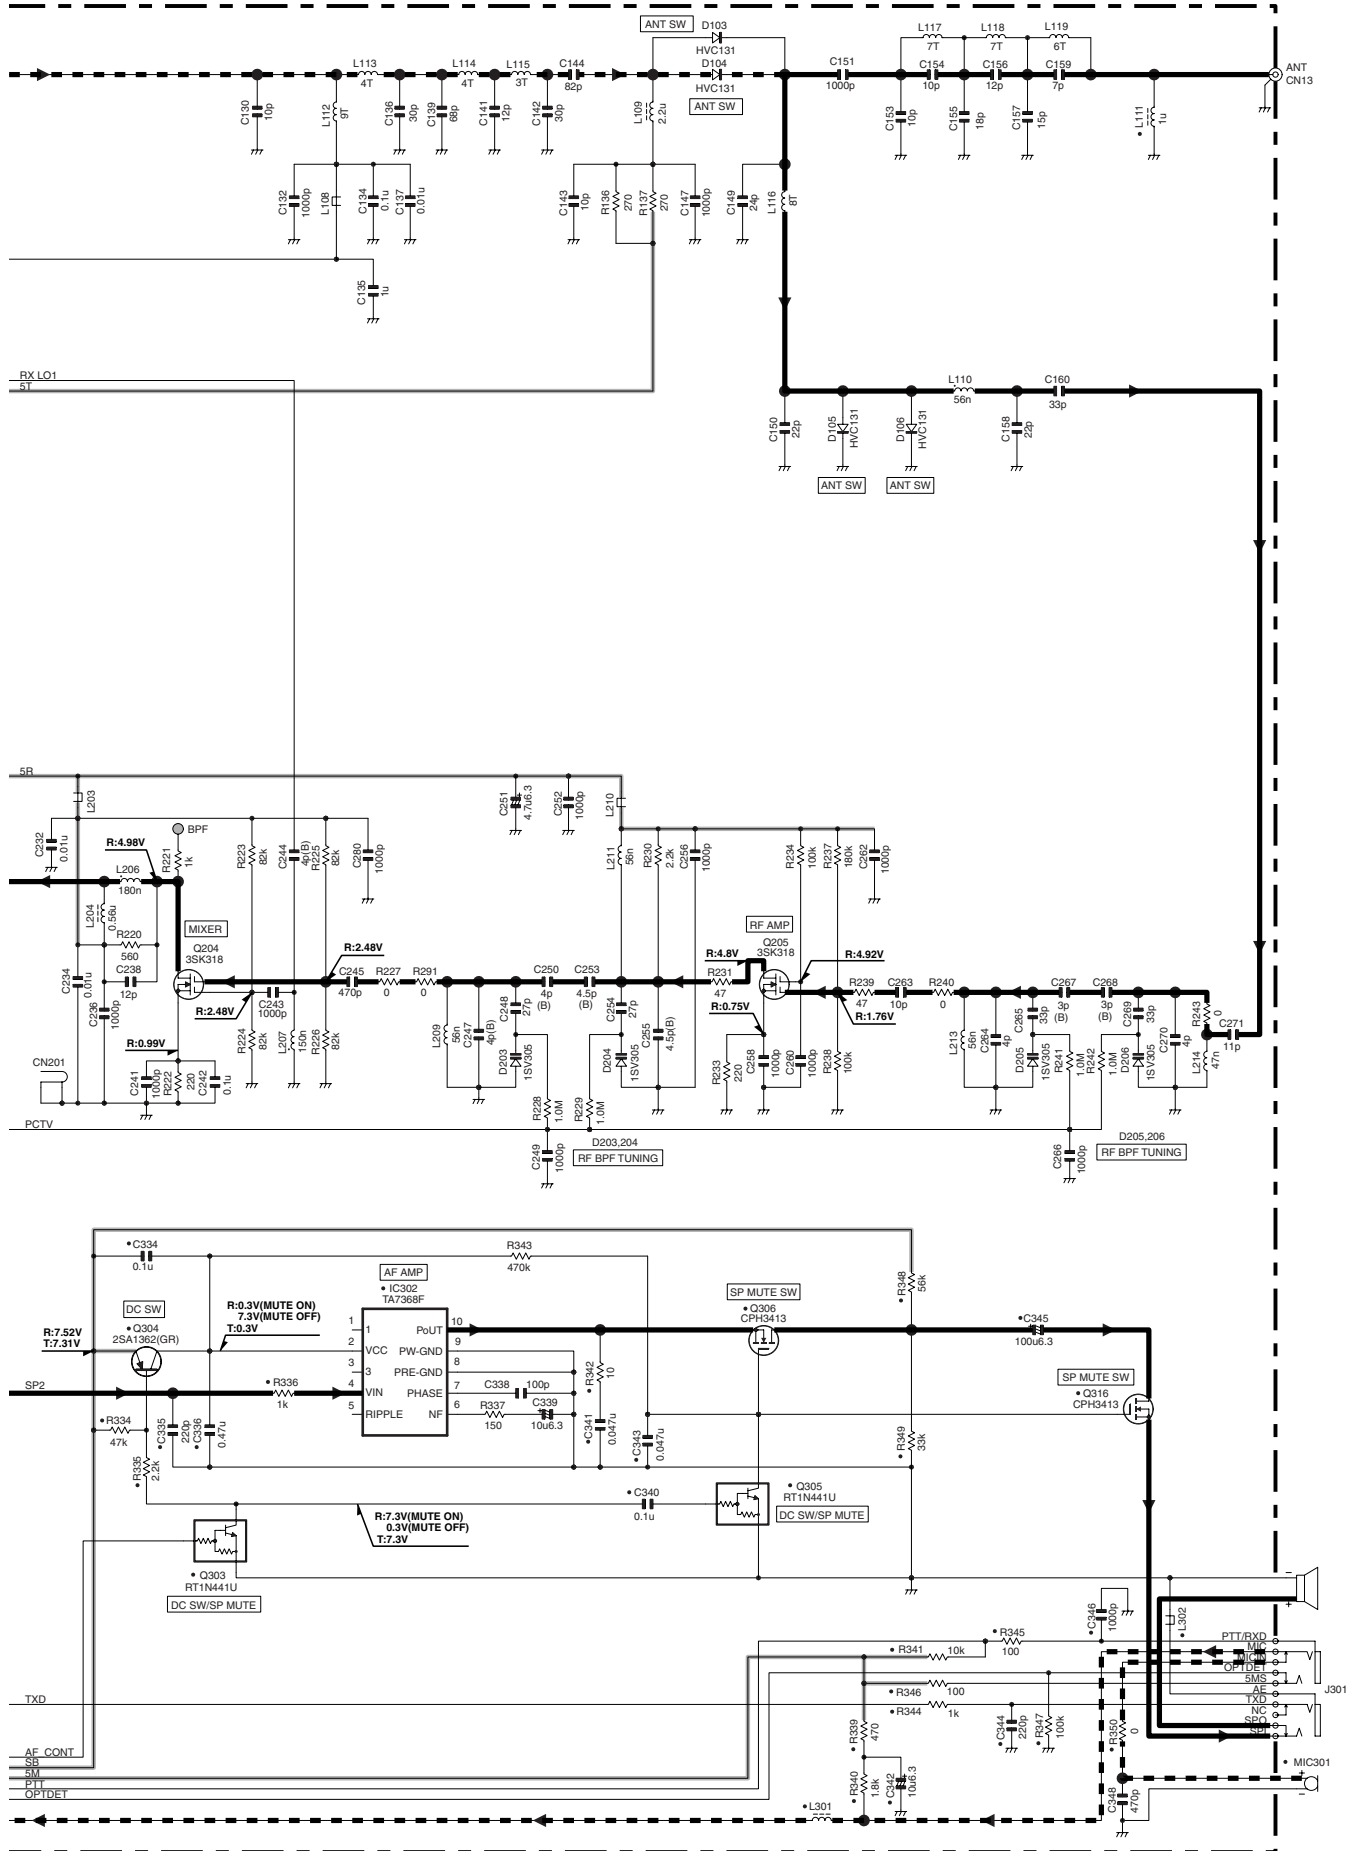 ANT SW
D103
HVC131
D104
HVC131
ANT SW
L113
4T
L114
4T
L115
3T
C144
82p
C151
1000p
L117
7T
L118
7T
L119
6T
C154
10p
C156
12p
C159
7p
ANT
CN13
C130
10p
L112
9T
C136
30p
C139
68p
C141
12p
C142
30p
L109
2.2u
C153
10p
C155
18p
C157
15p
• L111
1u
C132
1000p
L108
C134
0.1u
C137
0.01u
C143
10p
R136
270
R137
270
C147
1000p
C149
24p
L116
8T
C135
1u
RX LO1
5T
L110
56n
C160
33p
C150
22p
D105
HVC131
D106
HVC131
C158
22p
ANT SW
ANT SW
5R
L203
C251
4.7u6.3
C252
1000p
L210
C232
0.01u
R:4.98V
BPF
R221
1k
R223
82k
C244
4p(B)
R225
82k
C280
1000p
L211
56n
R230
2.2k
C256
1000p
R234
100k
R237
180k
C262
1000p
L206
180n
L204
0.56u
R220
560
C238
12p
MIXER
Q204
3SK318
RF AMP
Q205
3SK318
R:2.48V
R:4.8V
R:4.92V
C234
0.01u
C236
1000p
C245
470p
R227
0
R291
0
C250
4p
(B)
C253
4.5p
(B)
R231
47
R239
47
C263
10p
R240
0
C267
3p
(B)
C268
3p
(B)
R243
0
C271
11p
R:2.48V
C243
1000p
R:0.75V
R:1.76V
R:0.99V
R224
82k
L207
150n
R226
82k
L209
56n
C247
4p(B)
C248
27p
D203
1SV305
C254
27p
D204
1SV305
C255
4.5p(B)
R233
220
C258
1000p
C260
1000p
R238
100k
L213
56n
C264
4p
C265
33p
D205
1SV305
R241
1.0M
R242
1.0M
C269
33p
D206
1SV305
C270
4p
L214
47n
CN201
C241
1000p
R222
220
C242
0.1u
R228
1.0M
R229
1.0M
PCTV
C249
1000p
D203,204
RF BPF TUNING
C266
1000p
D205,206
RF BPF TUNING
• C334
0.1u
R343
470k
AF AMP
• IC302
TA7368F
SP MUTE SW
• Q306
CPH3413
• R348
56k
• C345
100u6.3
R:7.52V
T:7.31V
DC SW
• Q304
2SA1362(GR)
R:0.3V(MUTE ON)
7.3V(MUTE OFF)
T:0.3V
1 1 PoUT 10
2 VCC PW-GND 9
3 3 PRE-GND 8
4 VIN PHASE 7
5 RIPPLE NF 6
SP2
• R336
1k
C338 100p
R337
150
C339
10u6.3
• R342
10
• C341
0.047u
• C343
0.047u
SP MUTE SW
• Q316
CPH3413
• R334
47k
• C335
220p
• C336
0.47u
• R335
2.2k
• R349
33k
R:7.3V(MUTE ON)
0.3V(MUTE OFF)
T:7.3V
• C340
0.1u
• Q305
RT1N441U
DC SW/SP MUTE
• Q303
RT1N441U
DC SW/SP MUTE
• C346
1000p
• L302
• R345
100
• R341 10k
• R346 100
• R344 1k
PTT/RXD
MIC
MICIN
OPTDET
5MS
AE
TXD
NC
SPO
SPI
J301
TXD
• R339
470
• C344
220p
• R347
100k
• R350
0
AF CONT
SB
5M
PTT
OPTDET
• R340
1.8k
• C342
10u6.3
• L301
C348
470p
• MIC301